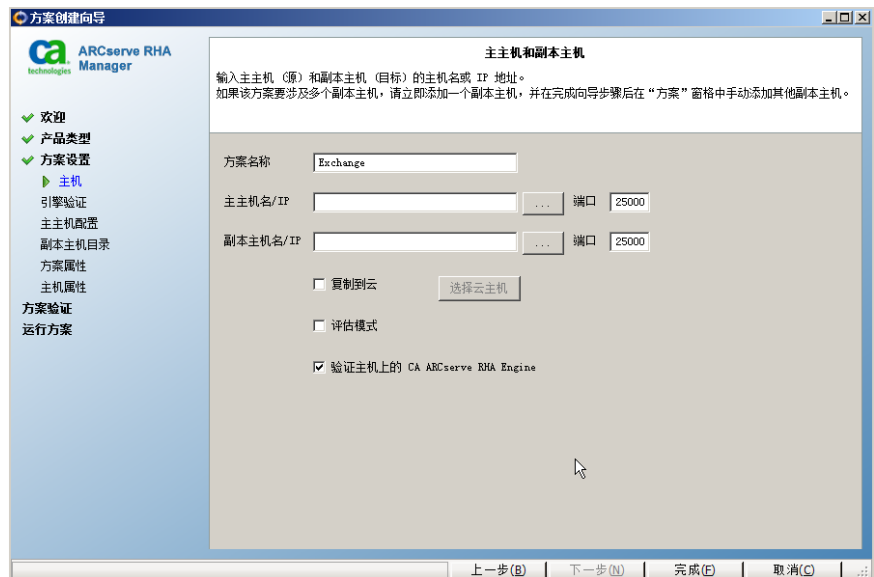 方案创建向导
ca
technologies
ARCserve RHA
Manager
欢迎
产品类型
方案设置
主机
引擎验证
主主机配置
副本主机目录
方案属性
主机属性
方案验证
运行方案
主主机和副本主机
输入主主机（源）和副本主机（目标）的主机名或 IP 地址。
如果该方案要涉及多个副本主机，请立即添加一个副本主机，并在完成向导步骤后在“方案”窗格中手动添加其他副本主机。
方案名称 Exchange
主主机名/IP ... 端口 25000
副本主机名/IP ... 端口 25000
复制到云 选择云主机
评估模式
验证主机上的 CA ARCserve RHA Engine
上一步(B) 下一步(N) 完成(F) 取消(C)